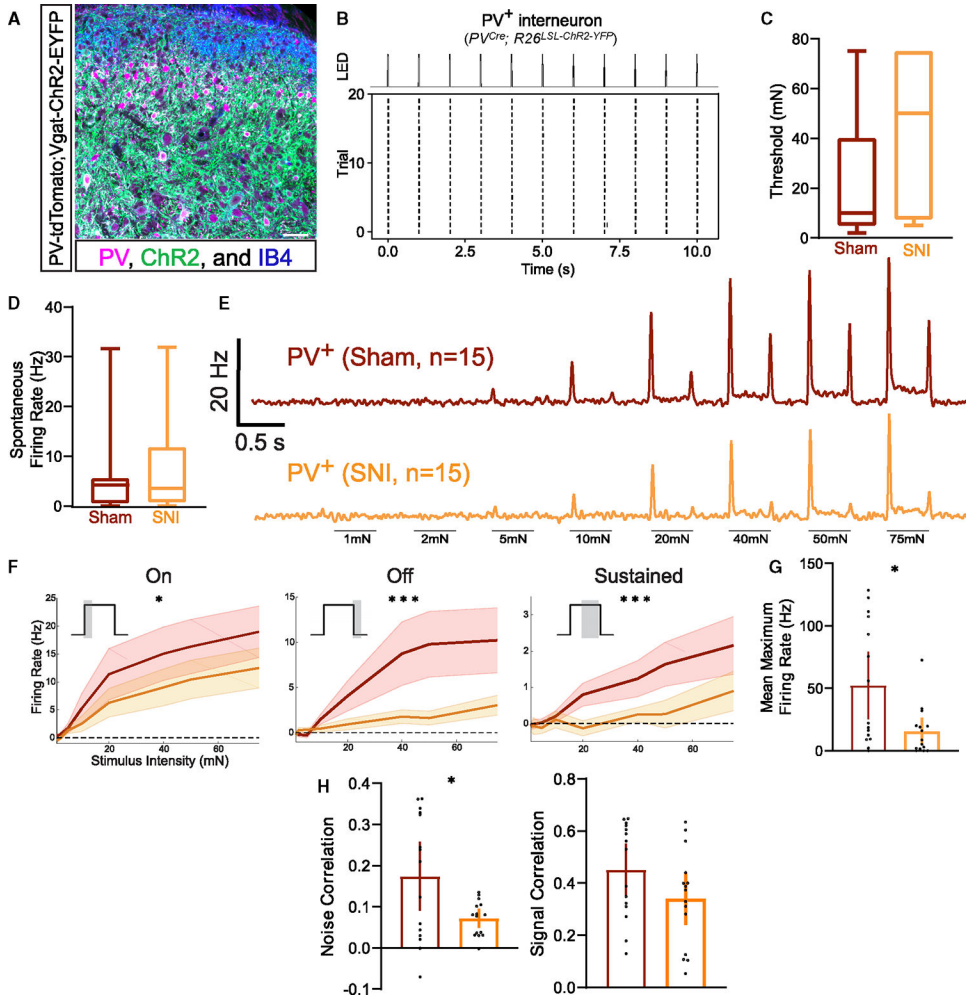 A
PV-tdTomato;Vgat-ChR2-EYFP
PV, ChR2, and IB4
B
PV+ interneuron
(PVCre; R26LSL-ChR2-YFP)
LED
20
10
0
Trial
0.0 2.5 5.0 7.5 10.0
Time (s)
C
80
60
40
20
0
Threshold (mN)
Sham SNI
D
40
30
20
10
0
Spontaneous
Firing Rate (Hz)
Sham SNI
E
20 Hz
0.5 s
PV+ (Sham, n=15)
PV+ (SNI, n=15)
1mN 2mN 5mN 10mN 20mN 40mN 50mN 75mN
F
On
*
25
20
15
10
5
0
Firing Rate (Hz)
20 40 60
Stimulus Intensity (mN)
Off
***
15
10
5
0
20 40 60
Sustained
***
3
2
1
0
20 40 60
G
*
150
100
50
0
Mean Maximum
Firing Rate (Hz)
H
*
0.4
0.3
0.2
0.1
0.0
-0.1
Noise Correlation
0.8
0.6
0.4
0.2
0.0
Signal Correlation